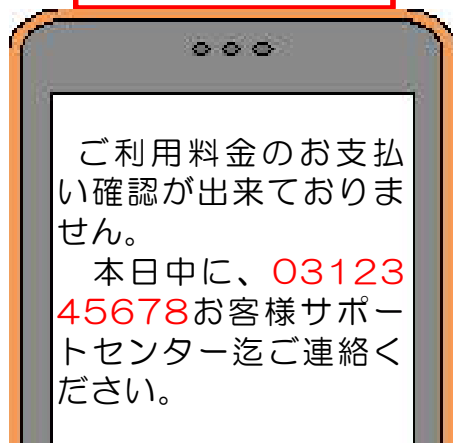 ご利用料金のお支払
い確認が出来ておりま
せん。
本日中に、03123
45678お客様サポー
トセンター迄ご連絡く
ださい。